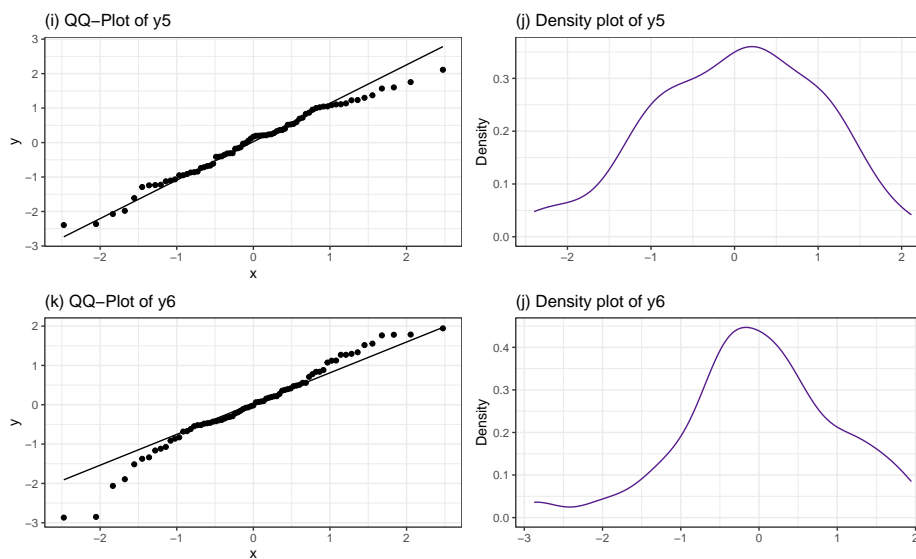 (i) QQ−Plot of y5
3
2
1
0
−1
−2
−3
y
−2 −1 0 1 2
x
(j) Density plot of y5
0.3
0.2
0.1
0.0
Density
−2 −1 0 1 2
(k) QQ−Plot of y6
2
1
0
−1
−2
−3
y
−2 −1 0 1 2
x
(j) Density plot of y6
0.4
0.3
0.2
0.1
0.0
Density
−3 −2 −1 0 1 2